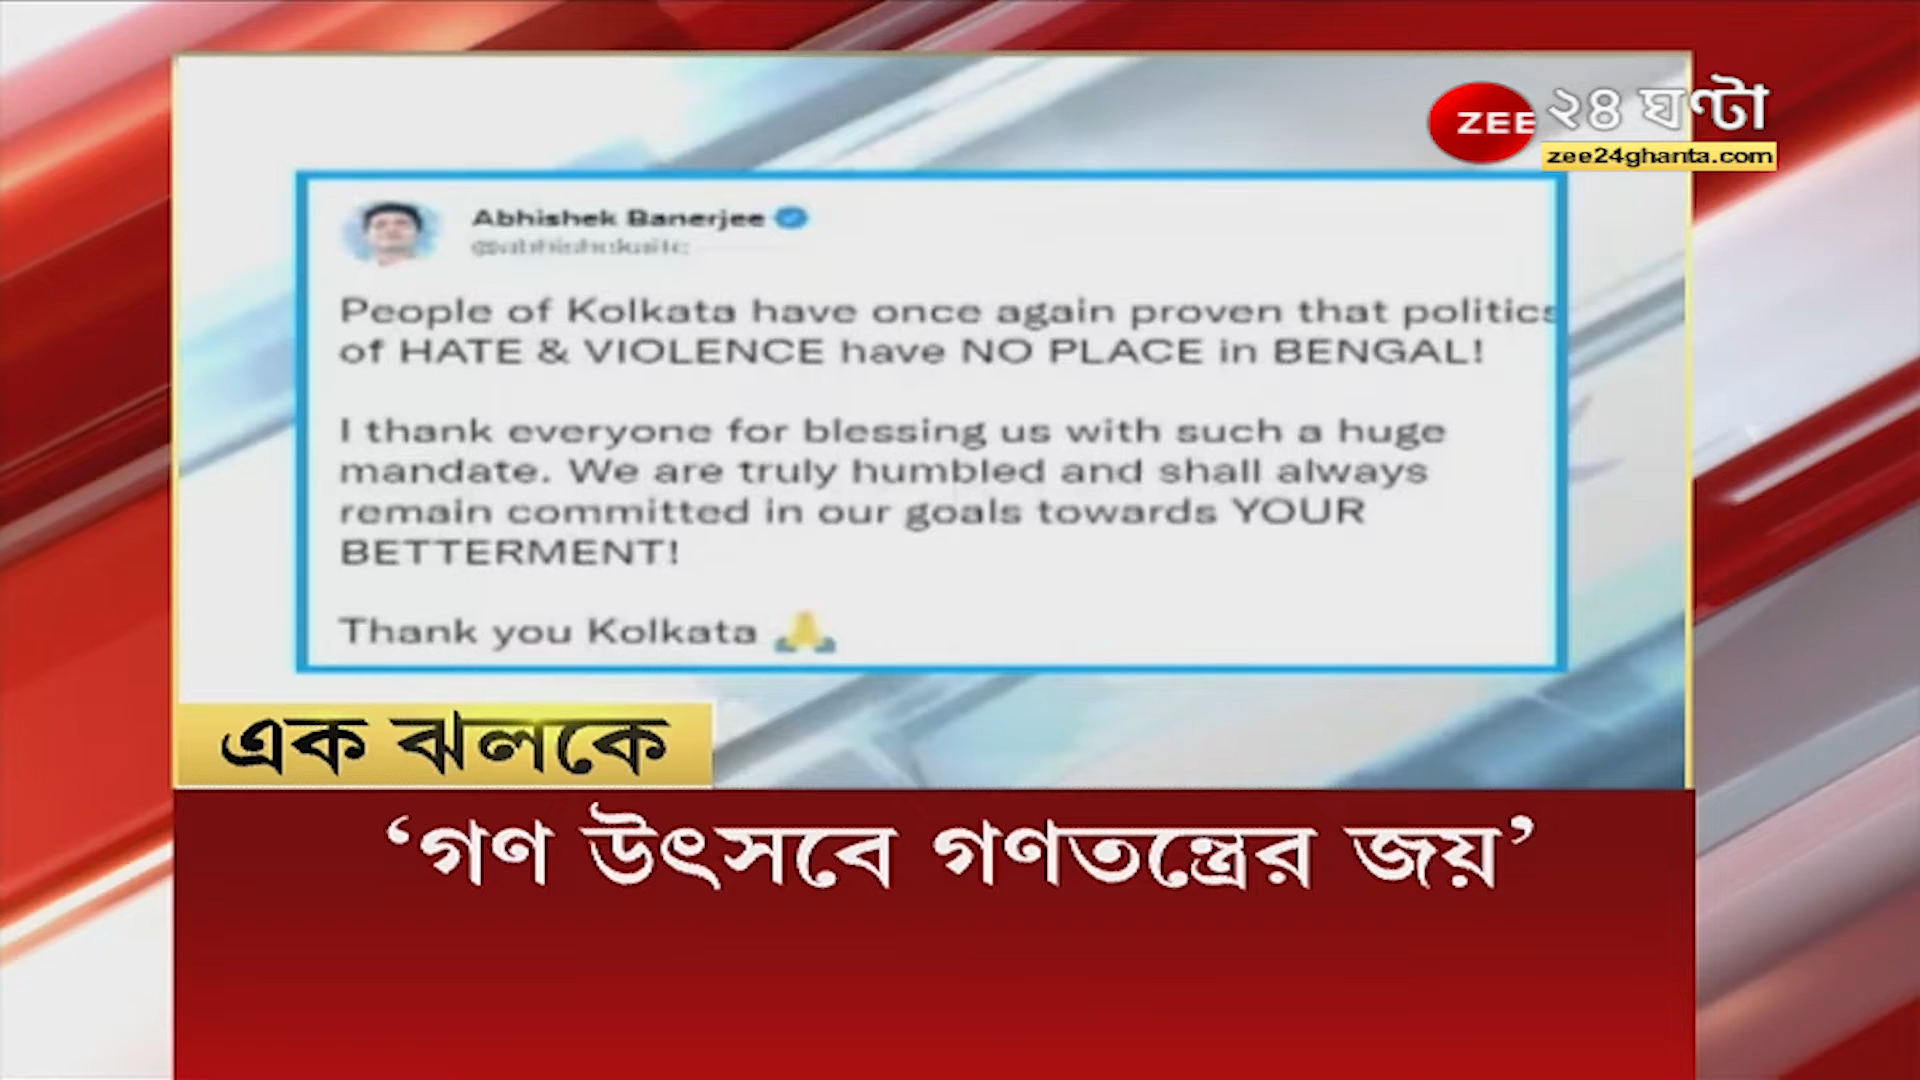 ZEE ২৪ ঘণ্টা
zee24ghanta.com
Abhishek Banerjee
People of Kolkata have once again proven that politics
of HATE & VIOLENCE have NO PLACE in BENGAL!
I thank everyone for blessing us with such a huge
mandate. We are truly humbled and shall always
remain committed in our goals towards YOUR
BETTERMENT!
Thank you Kolkata 🙏
এক ঝলকে
‘গণ উৎসবে গণতন্ত্রের জয়’